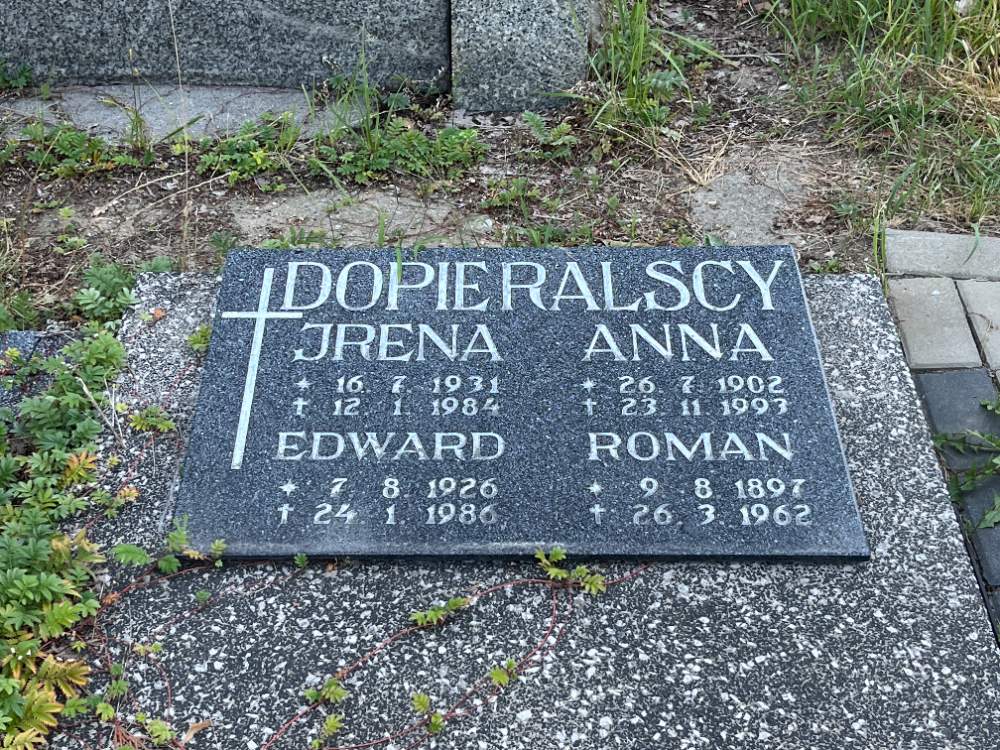 DOPIERALSCY
JRENA
* 16. 7. 1931
† 12. 1. 1984
ANNA
* 26. 7. 1902
† 23. 11. 1993
EDWARD
* 7. 8. 1926
† 24. 1. 1986
ROMAN
* 9. 8. 1897
† 26. 3. 1962